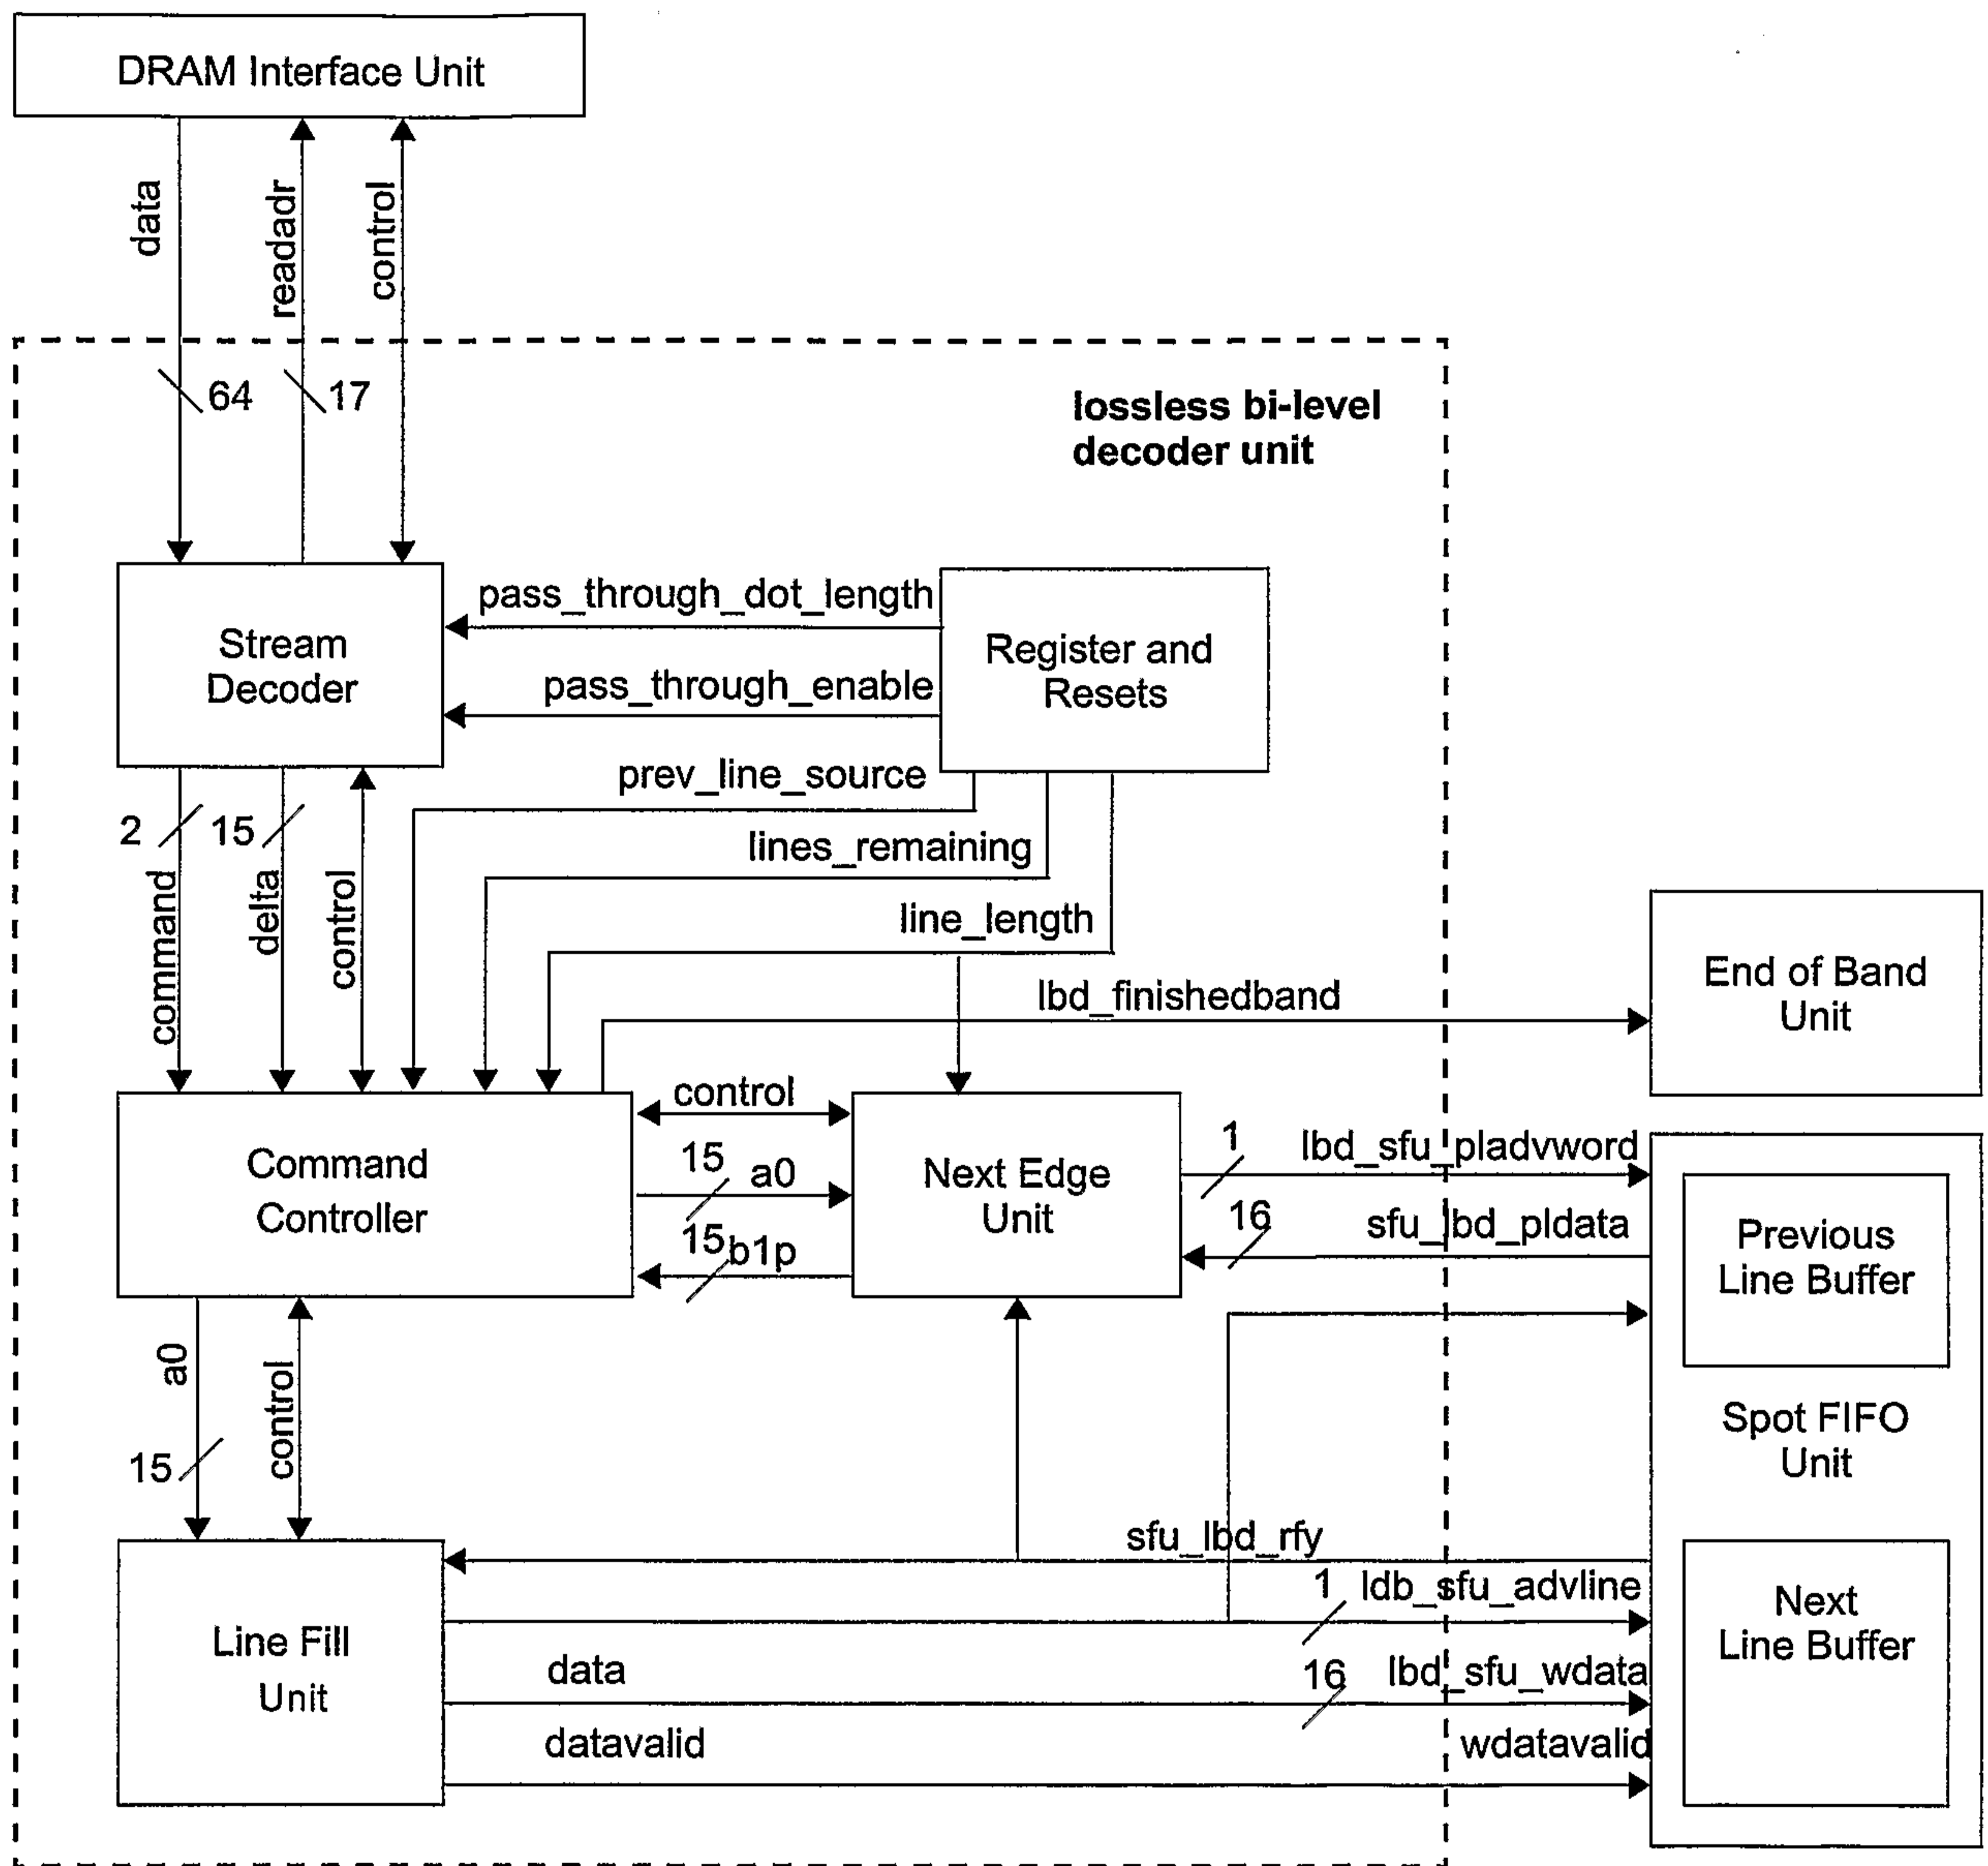 DRAM Interface Unit
data
readadr
control
64
17
lossless bi-level
decoder unit
Stream
Decoder
pass_through_dot_length
pass_through_enable
Register and
Resets
prev_line_source
lines_remaining
line_length
2
15
command
delta
control
lbd_finishedband
End of Band
Unit
Command
Controller
control
15
a0
15
b1p
Next Edge
Unit
1
lbd_sfu_pladvword
16
sfu_lbd_pldata
Previous
Line Buffer
Spot FIFO
Unit
a0
15
control
Line Fill
Unit
sfu_lbd_rfy
1
ldb_sfu_advline
data
16
lbd_sfu_wdata
datavalid
wdatavalid
Next
Line Buffer